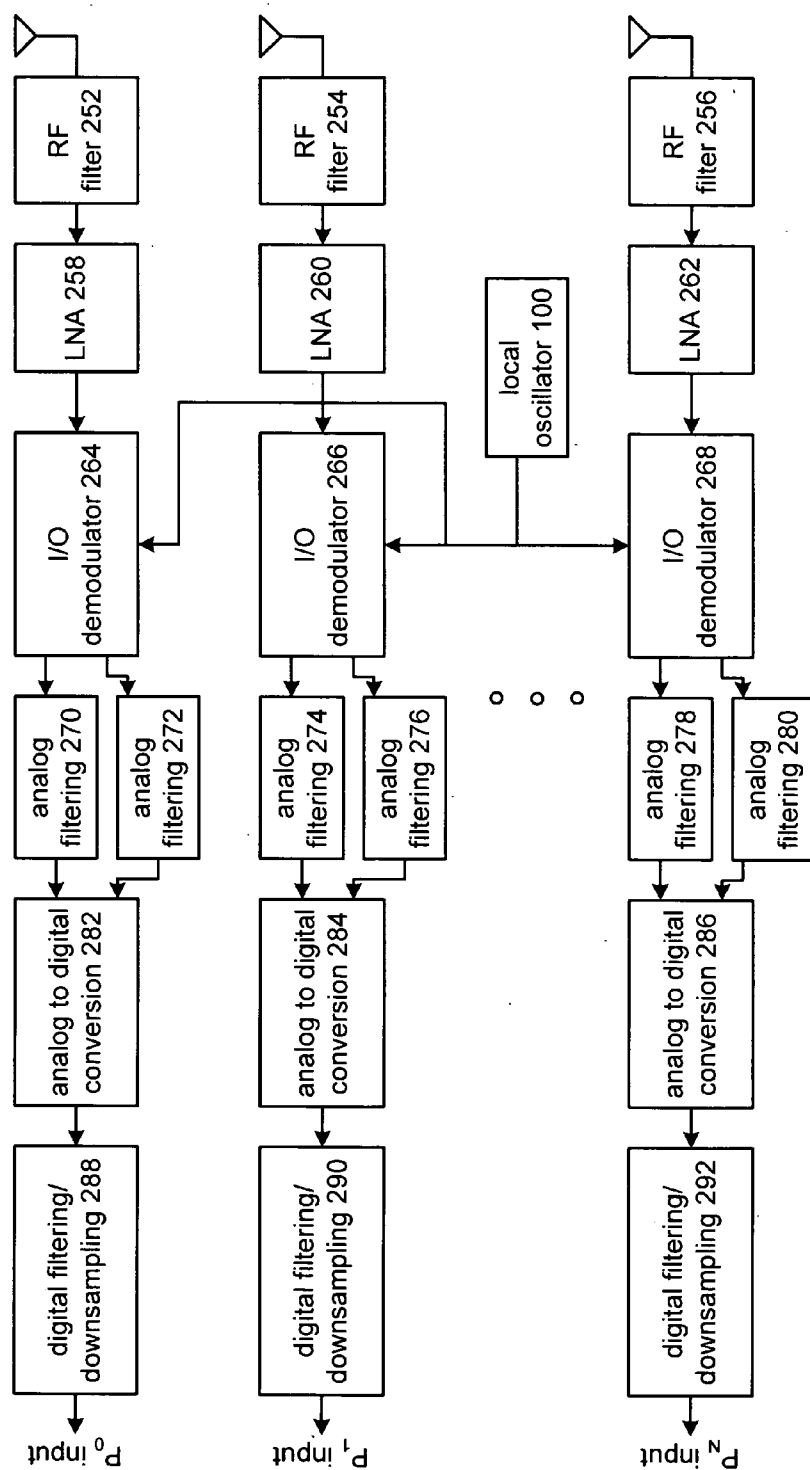 RF
filter 252
LNA 258
I/O
demodulator 264
analog
filtering 270
analog
filtering 272
analog to digital
conversion 282
digital filtering/
downsampling 288
P0 input
RF
filter 254
LNA 260
I/O
demodulator 266
analog
filtering 274
analog
filtering 276
analog to digital
conversion 284
digital filtering/
downsampling 290
P1 input
local
oscillator 100
RF
filter 256
LNA 262
I/O
demodulator 268
analog
filtering 278
analog
filtering 280
analog to digital
conversion 286
digital filtering/
downsampling 292
PN input